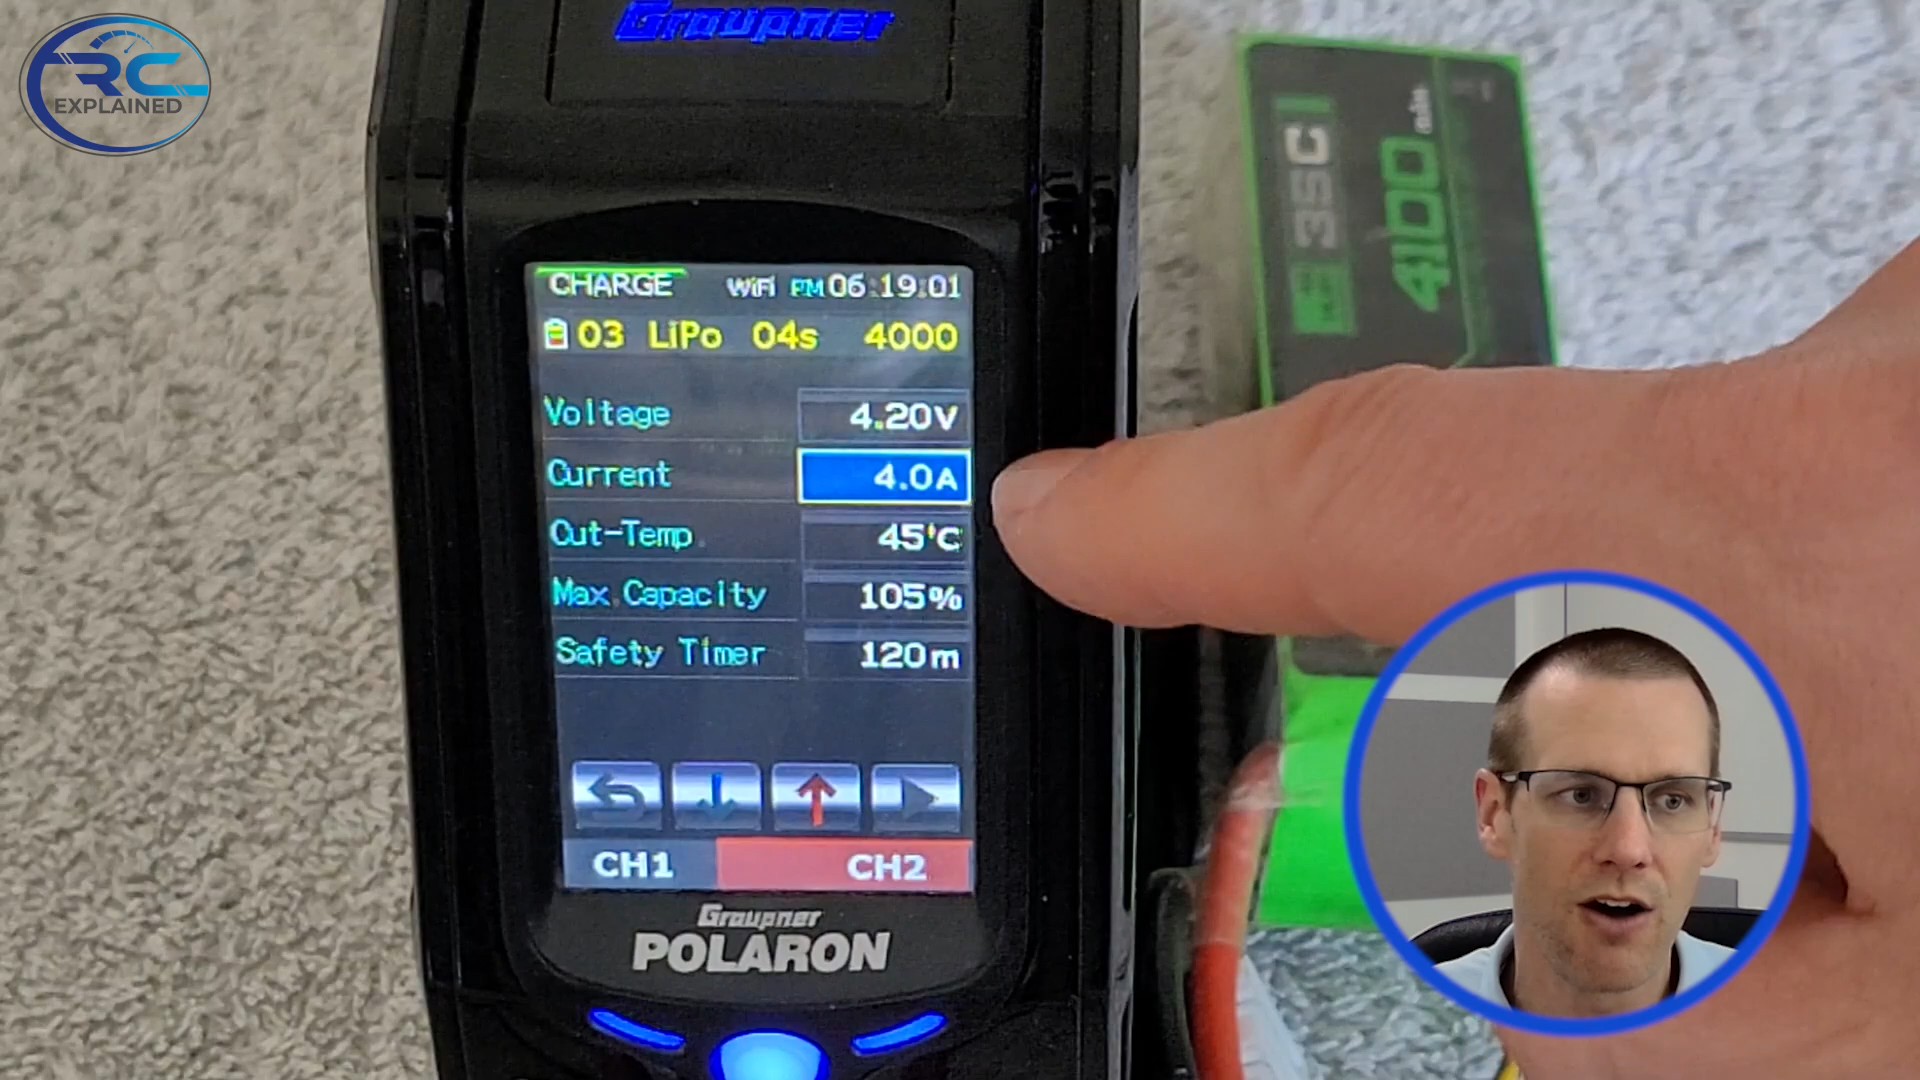 RC
EXPLAINED
Graupner
CHARGE WiFi PM 06:19:01
03 LiPo 04s 4000
Voltage 4.20V
Current 4.0A
Cut-Temp 45°C
Max Capacity 105%
Safety Timer 120m
CH1 CH2
Graupner
POLARON
35C
4100